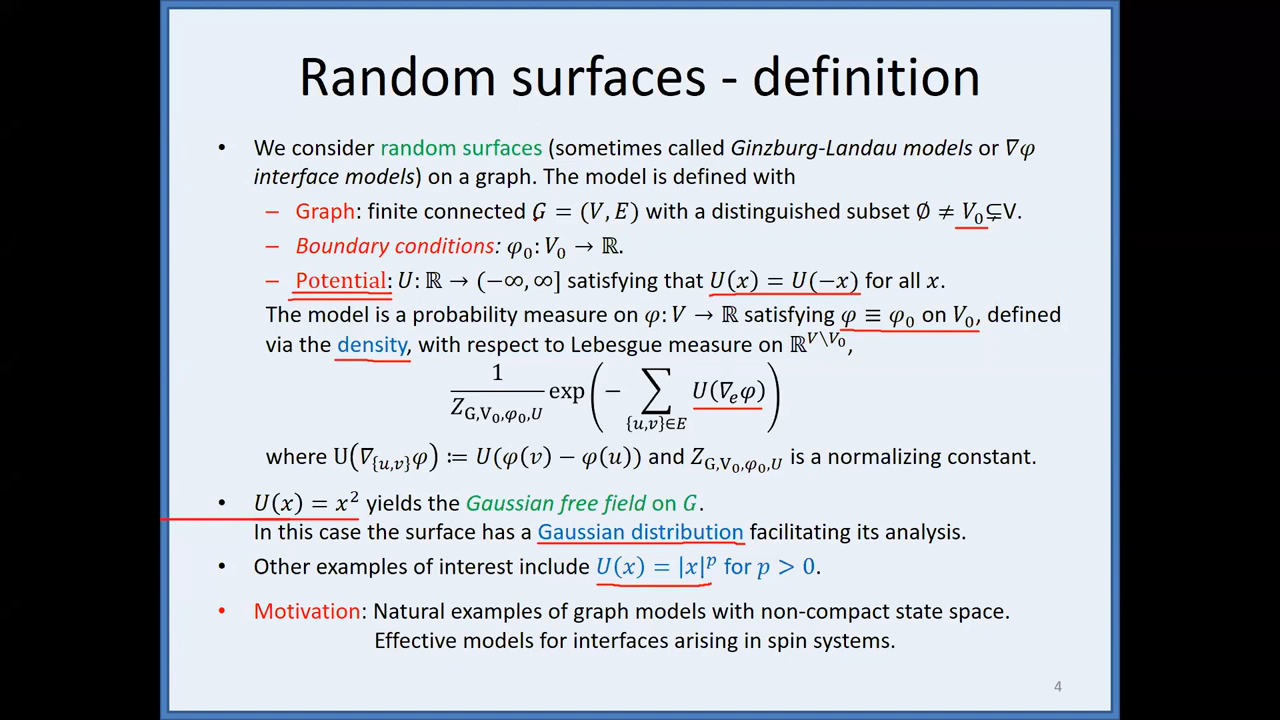 Random surfaces - definition
• We consider random surfaces (sometimes called Ginzburg-Landau models or ∇φ
interface models) on a graph. The model is defined with
– Graph: finite connected G = (V, E) with a distinguished subset ∅ ≠ V₀⊊V.
– Boundary conditions: φ₀: V₀ → ℝ.
– Potential: U: ℝ → (−∞, ∞] satisfying that U(x) = U(−x) for all x.
The model is a probability measure on φ: V → ℝ satisfying φ ≡ φ₀ on V₀, defined
via the density, with respect to Lebesgue measure on ℝ^{V\V₀},
1/Z_{G,V₀,φ₀,U} exp(− ∑_{{u,v}∈E} U(∇ₑφ))
where U(∇_{{u,v}}φ) ≔ U(φ(v) − φ(u)) and Z_{G,V₀,φ₀,U} is a normalizing constant.
• U(x) = x² yields the Gaussian free field on G.
In this case the surface has a Gaussian distribution facilitating its analysis.
• Other examples of interest include U(x) = |x|ᵖ for p > 0.
• Motivation: Natural examples of graph models with non-compact state space.
Effective models for interfaces arising in spin systems.
4